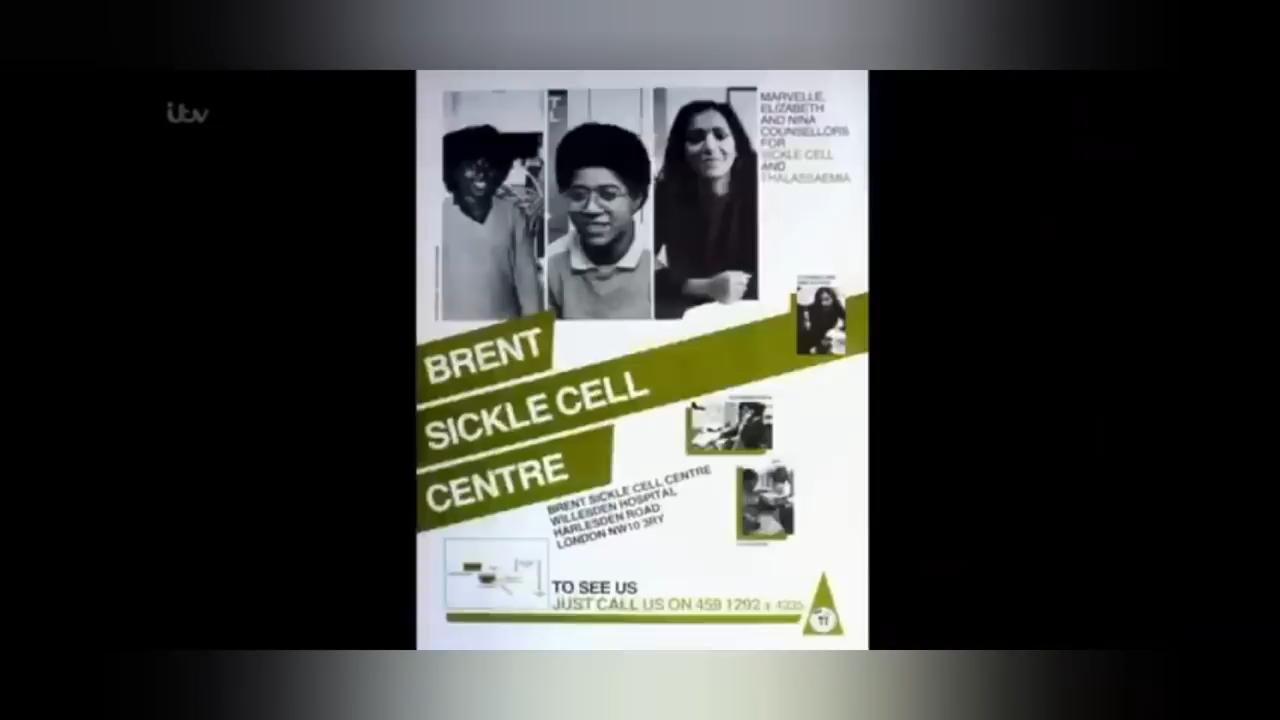 itv
MARVELLE,
ELIZABETH
AND NINA
COUNSELLORS
FOR
SICKLE CELL
AND
THALASSAEMIA
T
L
BRENT
SICKLE CELL
CENTRE
BRENT SICKLE CELL CENTRE
WILLESDEN HOSPITAL
HARLESDEN ROAD
LONDON NW10 3RY
TO SEE US
JUST CALL US ON 459 1292 x 4235